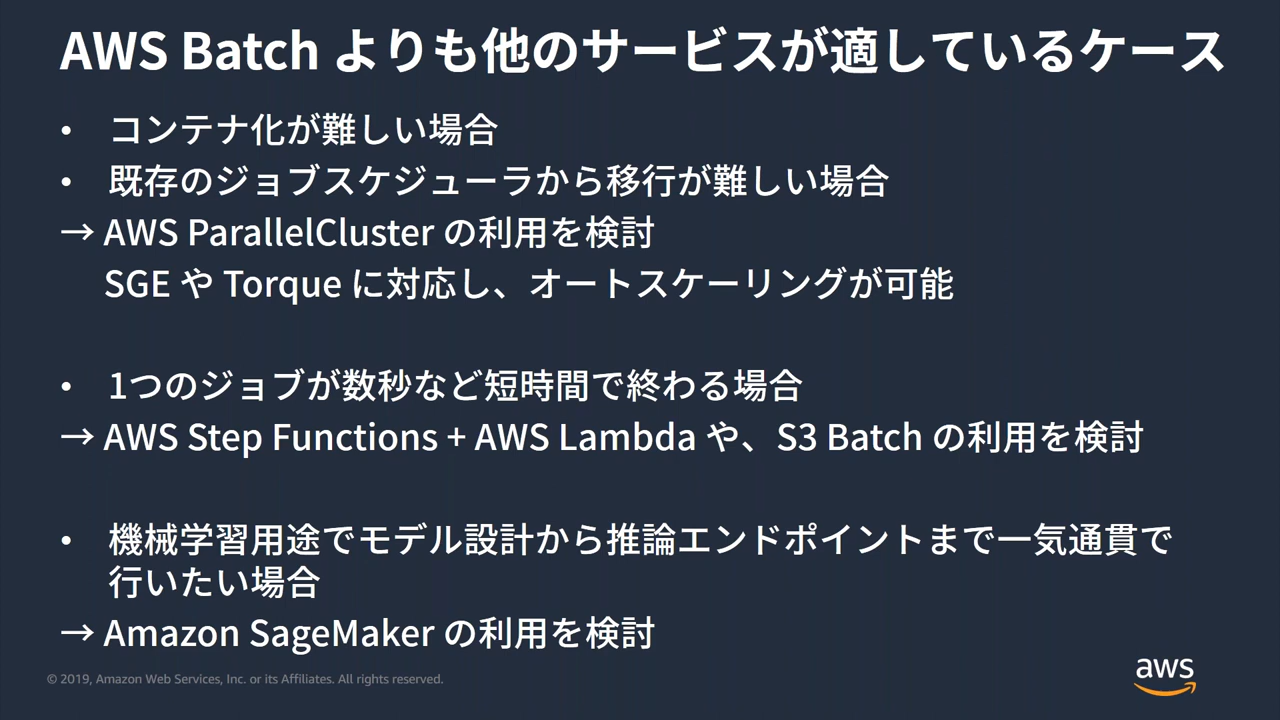 AWS Batch よりも他のサービスが適しているケース
• コンテナ化が難しい場合
• 既存のジョブスケジューラから移行が難しい場合
→ AWS ParallelCluster の利用を検討
SGE や Torque に対応し、オートスケーリングが可能
• 1つのジョブが数秒など短時間で終わる場合
→ AWS Step Functions + AWS Lambda や、S3 Batch の利用を検討
• 機械学習用途でモデル設計から推論エンドポイントまで一気通貫で
行いたい場合
→ Amazon SageMaker の利用を検討
© 2019, Amazon Web Services, Inc. or its Affiliates. All rights reserved.
aws